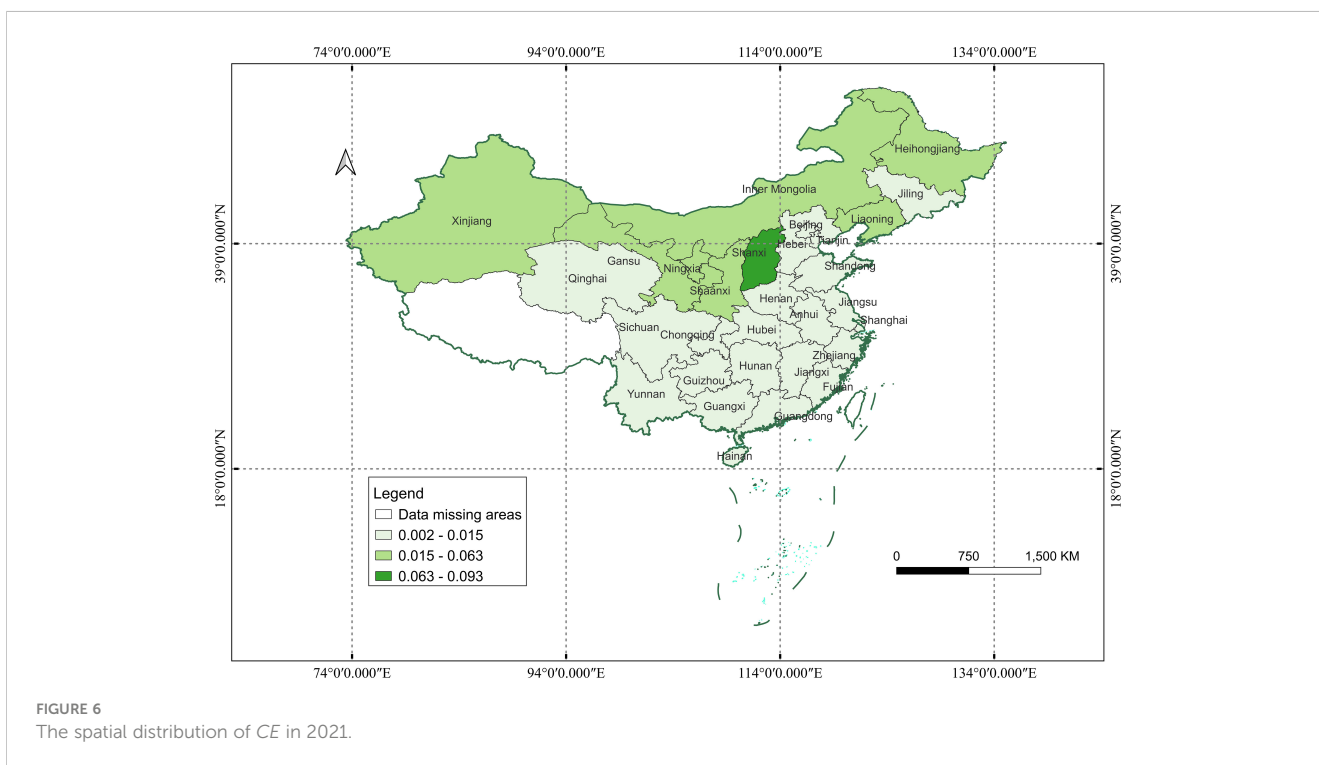 74°0'0.000″E 94°0'0.000″E 114°0'0.000″E 134°0'0.000″E
39°0'0.000″N
39°0'0.000″N
18°0'0.000″N
18°0'0.000″N
Heihongjiang
Inher Mongolia
Jiling
Xinjiang
Liaoning
Beijing
Tianjin
Hebei
Shanxi
Gansu
Ningxia
Shandong
Qinghai
Shaanxi
Henan
Jiangsu
Anhui
Shanghai
Sichuan
Chongqing
Hubei
Zhejiang
Hunan
Jiangxi
Guizhou
Fujian
Yunnan
Guangxi
Guangdong
Hainan
Legend
Data missing areas
0.002 - 0.015
0.015 - 0.063
0.063 - 0.093
0 750 1,500 KM
74°0'0.000″E 94°0'0.000″E 114°0'0.000″E 134°0'0.000″E
FIGURE 6
The spatial distribution of CE in 2021.